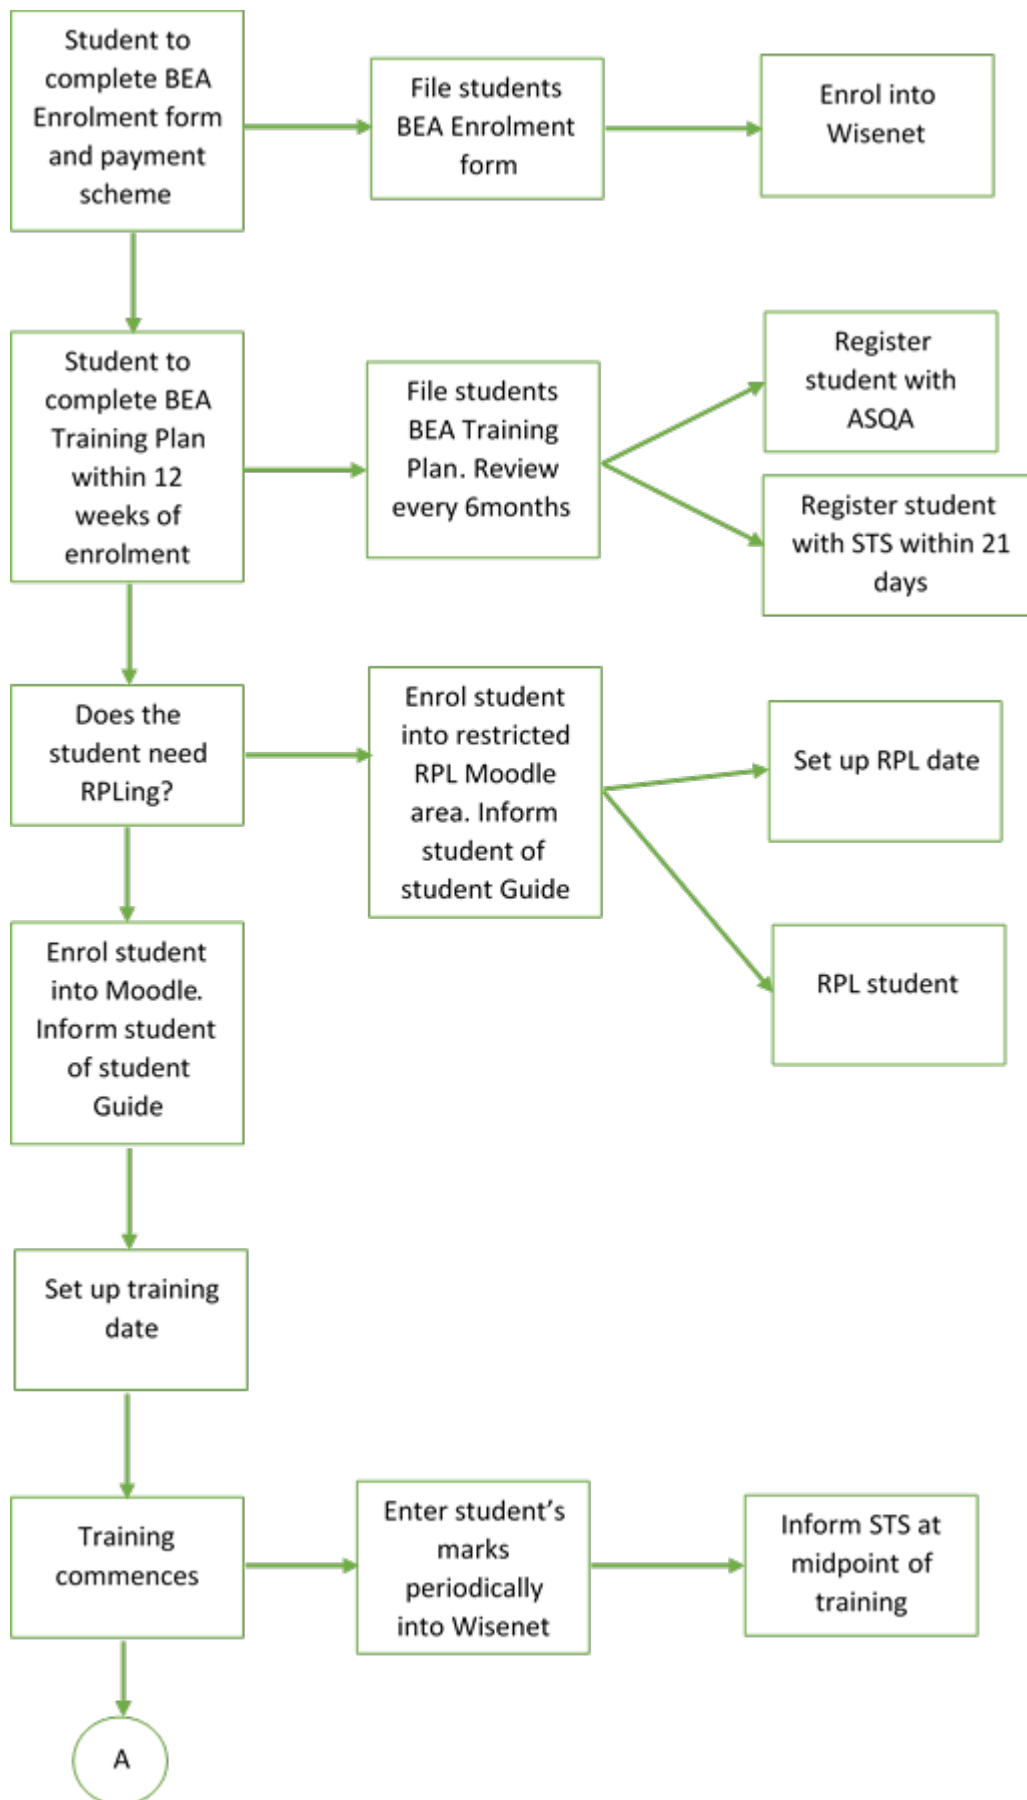 Student to
complete BEA
Enrolment form
and payment
scheme
File students
BEA Enrolment
form
Enrol into
Wisenet
Student to
complete BEA
Training Plan
within 12
weeks of
enrolment
File students
BEA Training
Plan. Review
every 6months
Register
student with
ASQA
Register student
with STS within 21
days
Does the
student need
RPLing?
Enrol student
into restricted
RPL Moodle
area. Inform
student of
student Guide
Set up RPL date
RPL student
Enrol student
into Moodle.
Inform student
of student
Guide
Set up training
date
Training
commences
Enter student’s
marks
periodically
into Wisenet
Inform STS at
midpoint of
training
A